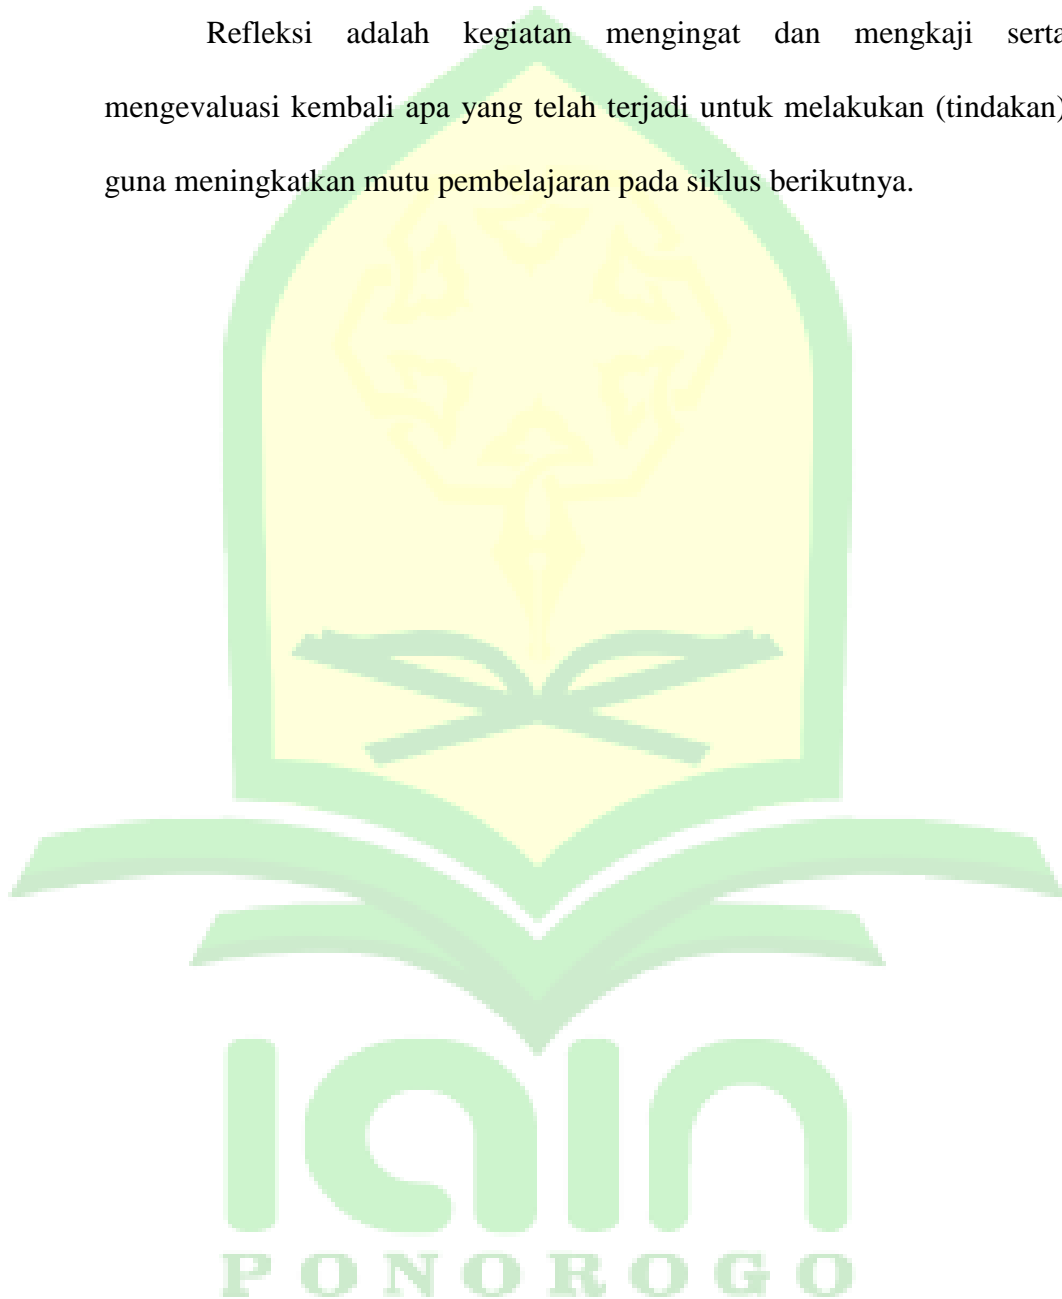 Refleksi adalah kegiatan mengingat dan mengkaji serta
mengevaluasi kembali apa yang telah terjadi untuk melakukan (tindakan)
guna meningkatkan mutu pembelajaran pada siklus berikutnya.
iain
PONOROGO